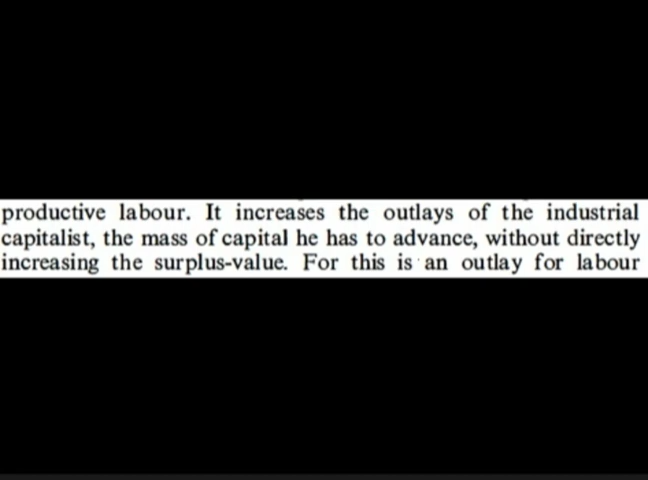 productive labour. It increases the outlays of the industrial
capitalist, the mass of capital he has to advance, without directly
increasing the surplus-value. For this is an outlay for labour